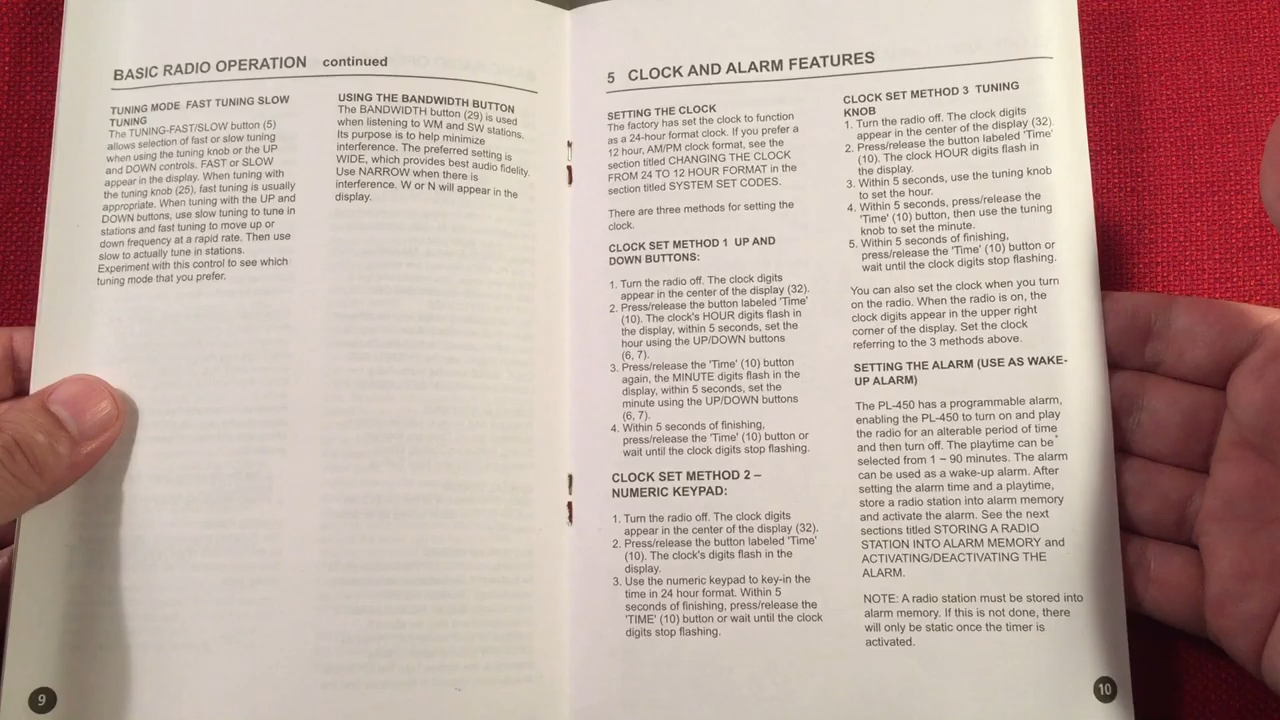 BASIC RADIO OPERATION continued
TUNING MODE FAST TUNING SLOW
TUNING
The TUNING-FAST/SLOW button (5)
allows selection of fast or slow tuning
when using the tuning knob or the UP
and DOWN controls. FAST or SLOW
appear in the display. When tuning with
the tuning knob (25), fast tuning is usually
appropriate. When tuning with the UP and
DOWN buttons, use slow tuning to tune in
stations and fast tuning to move up or
down frequency at a rapid rate. Then use
slow to actually tune in stations.
Experiment with this control to see which
tuning mode that you prefer.
USING THE BANDWIDTH BUTTON
The BANDWIDTH button (29) is used
when listening to WM and SW stations.
Its purpose is to help minimize
interference. The preferred setting is
WIDE, which provides best audio fidelity.
Use NARROW when there is
interference. W or N will appear in the
display.
9
5 CLOCK AND ALARM FEATURES
SETTING THE CLOCK
The factory has set the clock to function
as a 24-hour format clock. If you prefer a
12 hour, AM/PM clock format, see the
section titled CHANGING THE CLOCK
FROM 24 TO 12 HOUR FORMAT in the
section titled SYSTEM SET CODES.
There are three methods for setting the
clock.
CLOCK SET METHOD 1 UP AND
DOWN BUTTONS:
1. Turn the radio off. The clock digits
appear in the center of the display (32).
2. Press/release the button labeled 'Time'
(10). The clock's HOUR digits flash in
the display, within 5 seconds, set the
hour using the UP/DOWN buttons
(6, 7).
3. Press/release the 'Time' (10) button
again, the MINUTE digits flash in the
display, within 5 seconds, set the
minute using the UP/DOWN buttons
(6, 7).
4. Within 5 seconds of finishing,
press/release the 'Time' (10) button or
wait until the clock digits stop flashing.
CLOCK SET METHOD 2 –
NUMERIC KEYPAD:
1. Turn the radio off. The clock digits
appear in the center of the display (32).
2. Press/release the button labeled 'Time'
(10). The clock's digits flash in the
display.
3. Use the numeric keypad to key-in the
time in 24 hour format. Within 5
seconds of finishing, press/release the
'TIME' (10) button or wait until the clock
digits stop flashing.
CLOCK SET METHOD 3 TUNING
KNOB
1. Turn the radio off. The clock digits
appear in the center of the display (32).
2. Press/release the button labeled 'Time'
(10). The clock HOUR digits flash in
the display.
3. Within 5 seconds, use the tuning knob
to set the hour.
4. Within 5 seconds, press/release the
'Time' (10) button, then use the tuning
knob to set the minute.
5. Within 5 seconds of finishing,
press/release the 'Time' (10) button or
wait until the clock digits stop flashing.
You can also set the clock when you turn
on the radio. When the radio is on, the
clock digits appear in the upper right
corner of the display. Set the clock
referring to the 3 methods above.
SETTING THE ALARM (USE AS WAKE-
UP ALARM)
The PL-450 has a programmable alarm,
enabling the PL-450 to turn on and play
the radio for an alterable period of time
and then turn off. The playtime can be
selected from 1 – 90 minutes. The alarm
can be used as a wake-up alarm. After
setting the alarm time and a playtime,
store a radio station into alarm memory
and activate the alarm. See the next
sections titled STORING A RADIO
STATION INTO ALARM MEMORY and
ACTIVATING/DEACTIVATING THE
ALARM.
NOTE: A radio station must be stored into
alarm memory. If this is not done, there
will only be static once the timer is
activated.
10